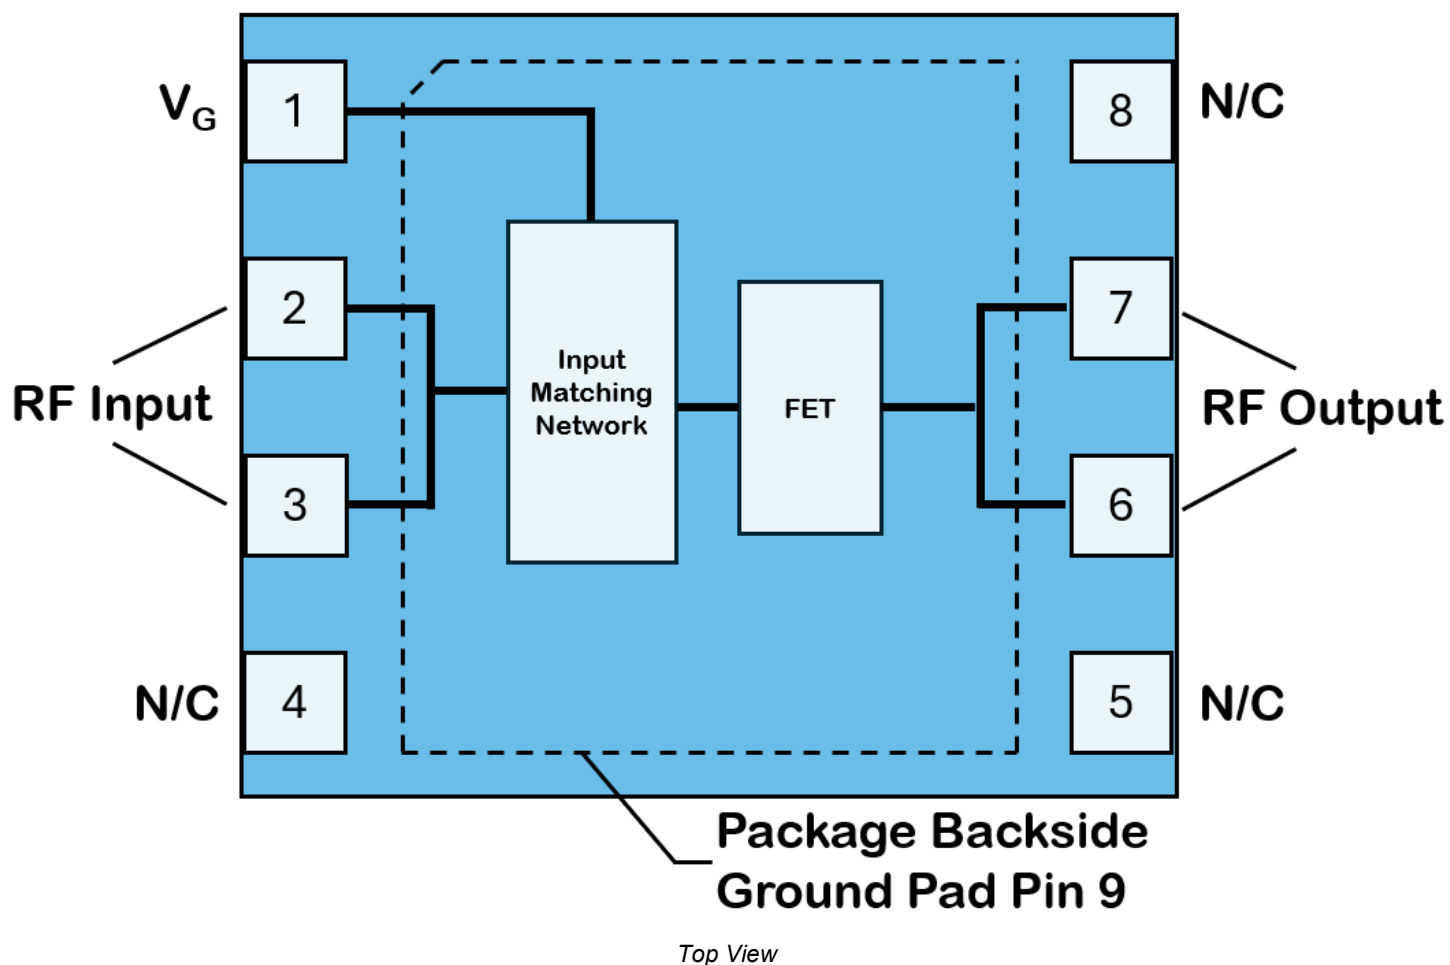 V_G
1
8
N/C
2
7
RF Input
Input
Matching
Network
FET
RF Output
3
6
N/C
4
5
N/C
Package Backside
Ground Pad Pin 9
Top View